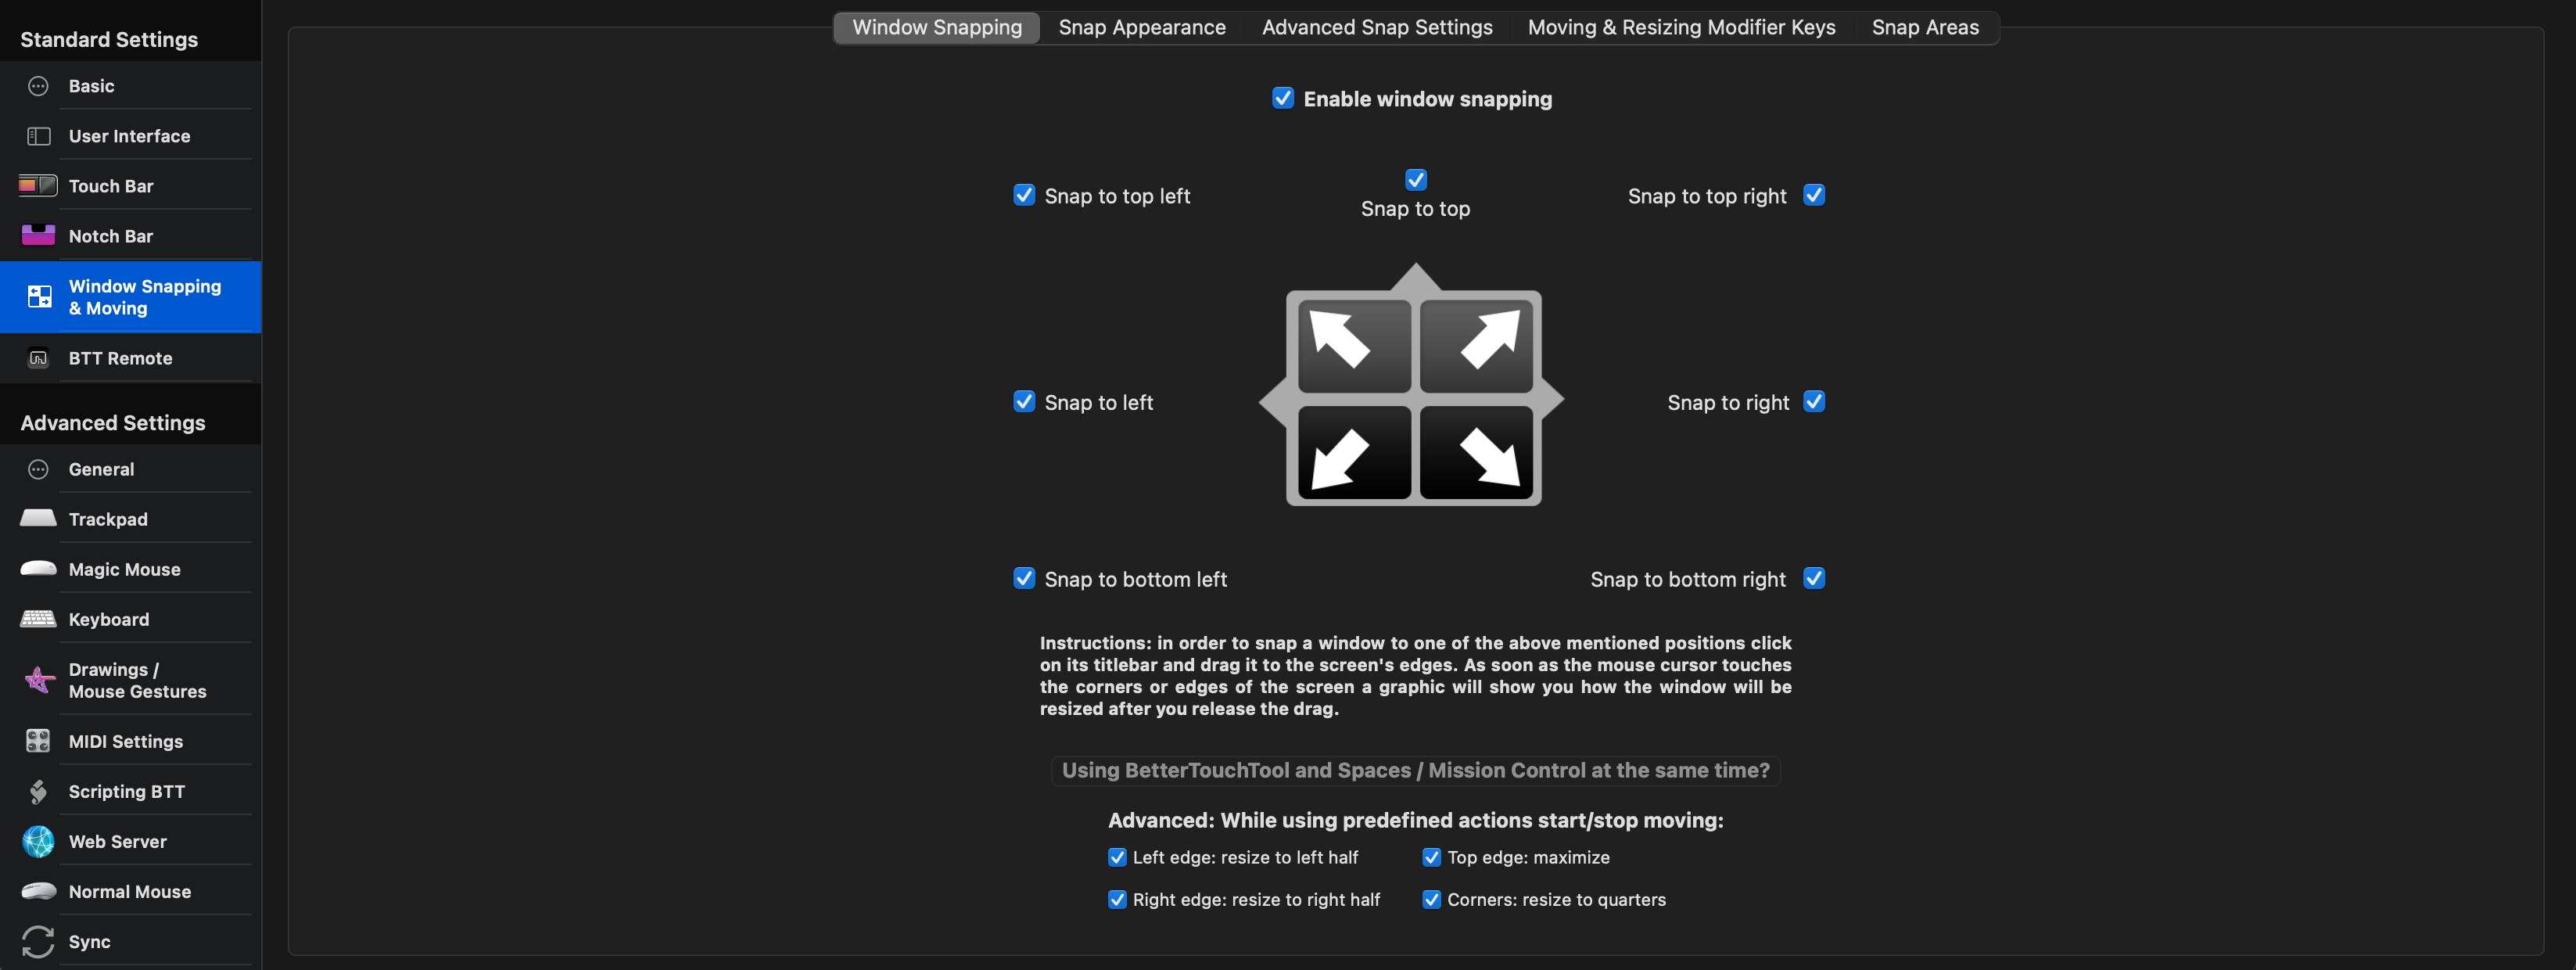 Standard Settings
Basic
User Interface
Touch Bar
Notch Bar
Window Snapping
& Moving
BTT Remote
Advanced Settings
General
Trackpad
Magic Mouse
Keyboard
Drawings /
Mouse Gestures
MIDI Settings
Scripting BTT
Web Server
Normal Mouse
Sync
Window Snapping Snap Appearance Advanced Snap Settings Moving & Resizing Modifier Keys Snap Areas
Enable window snapping
Snap to top left
Snap to top
Snap to top right
Snap to left
Snap to right
Snap to bottom left
Snap to bottom right
Instructions: in order to snap a window to one of the above mentioned positions click
on its titlebar and drag it to the screen's edges. As soon as the mouse cursor touches
the corners or edges of the screen a graphic will show you how the window will be
resized after you release the drag.
Using BetterTouchTool and Spaces / Mission Control at the same time?
Advanced: While using predefined actions start/stop moving:
Left edge: resize to left half
Top edge: maximize
Right edge: resize to right half
Corners: resize to quarters